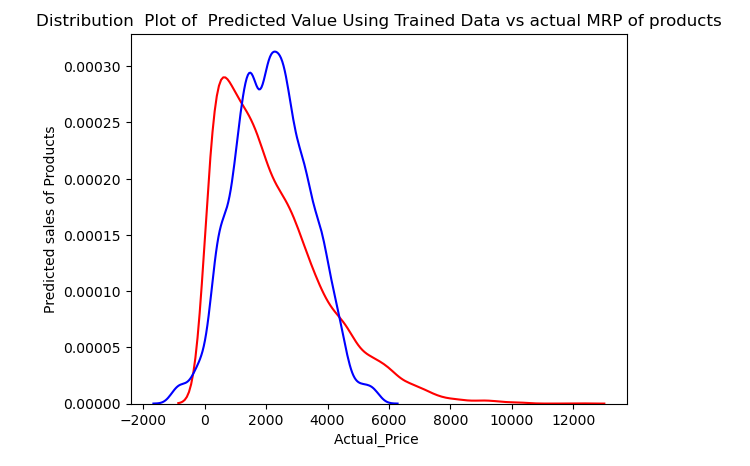 Distribution  Plot of  Predicted Value Using Trained Data vs actual MRP of products
0.00030
0.00025
0.00020
0.00015
0.00010
0.00005
0.00000
Predicted sales of Products
−2000 0 2000 4000 6000 8000 10000 12000
Actual_Price